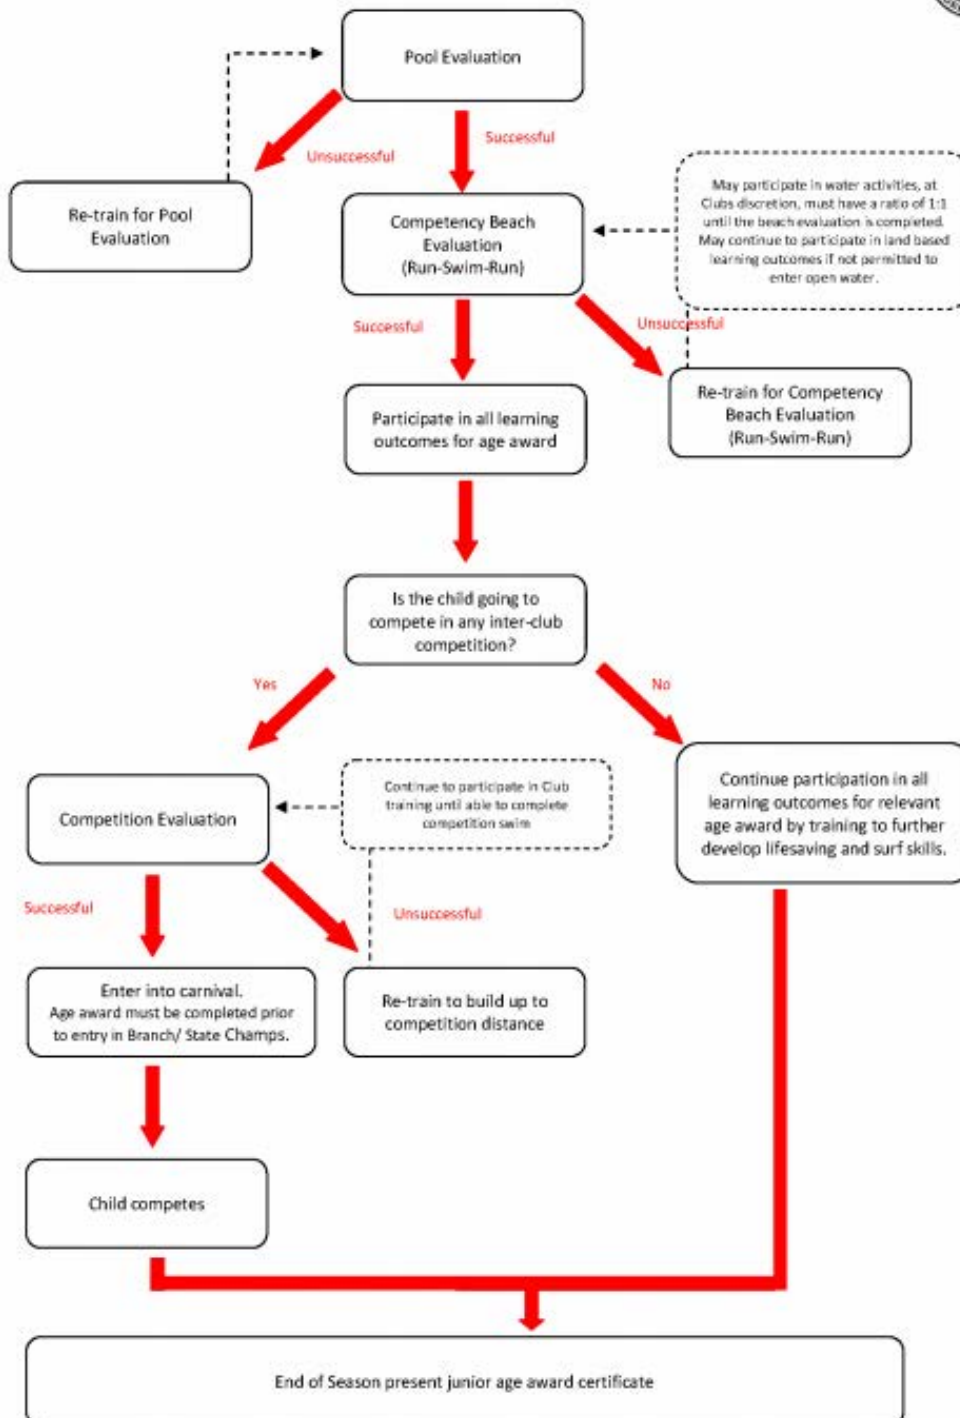 Pool Evaluation
Unsuccessful
Successful
Re-train for Pool
Evaluation
Competency Beach
Evaluation
(Run-Swim-Run)
May participate in water activities, at
Clubs discretion, must have a ratio of 1:1
until the beach evaluation is completed.
May continue to participate in land based
learning outcomes if not permitted to
enter open water.
Successful
Unsuccessful
Participate in all learning
outcomes for age award
Re-train for Competency
Beach Evaluation
(Run-Swim-Run)
Is the child going to
compete in any inter-club
competition?
Yes
No
Competition Evaluation
Continue to participate in Club
training until able to complete
competition swim
Continue participation in all
learning outcomes for relevant
age award by training to further
develop lifesaving and surf skills.
Successful
Unsuccessful
Enter into carnival.
Age award must be completed prior
to entry in Branch/ State Champs.
Re-train to build up to
competition distance
Child competes
End of Season present junior age award certificate